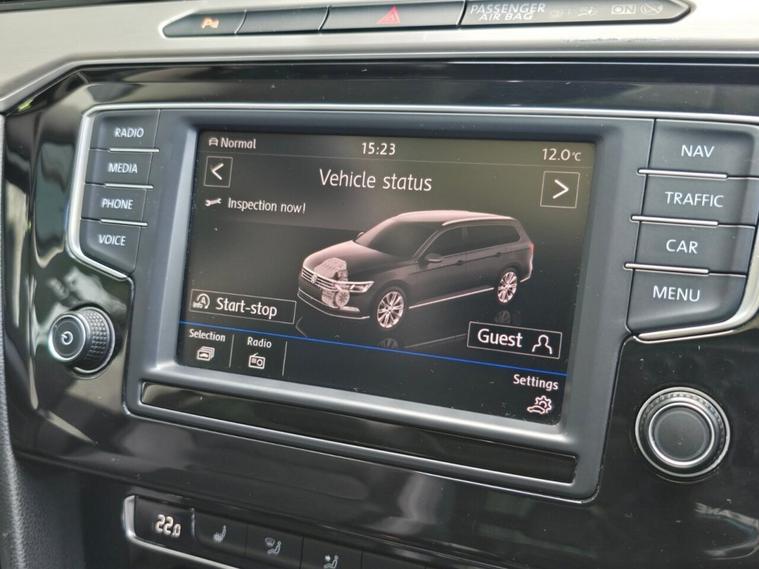 PASSENGER
AIR BAG
ON
RADIO
MEDIA
PHONE
VOICE
Normal
15:23
12.0°C
Vehicle status
Inspection now!
Start-stop
Guest
Selection
Radio
Settings
NAV
TRAFFIC
CAR
MENU
22.0